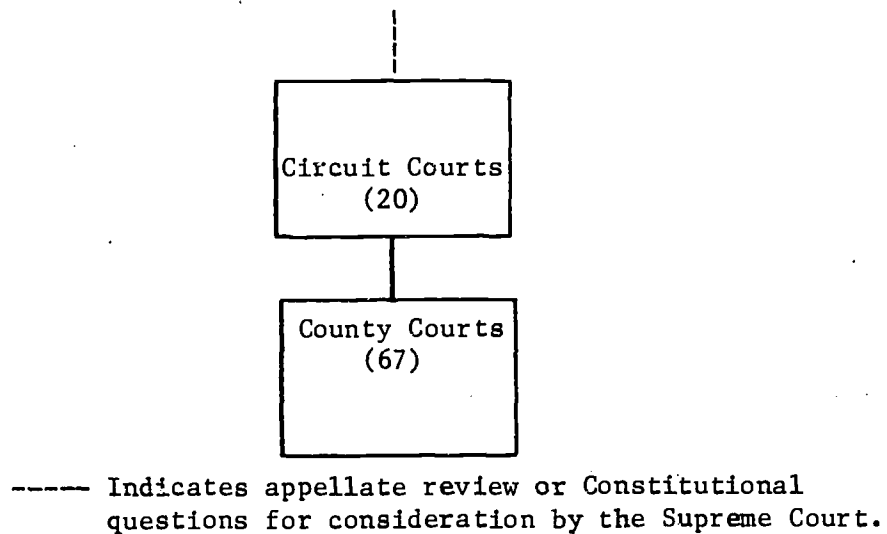 Circuit Courts
(20)
County Courts
(67)
----- Indicates appellate review or Constitutional
questions for consideration by the Supreme Court.